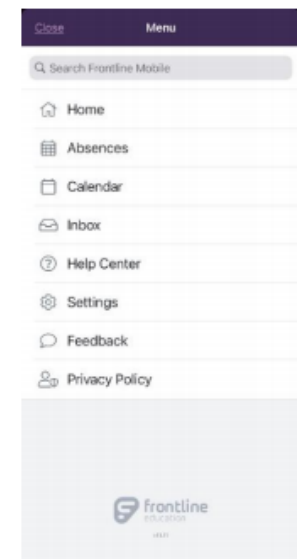 Close Menu
Search Frontline Mobile
Home
Absences
Calendar
Inbox
Help Center
Settings
Feedback
Privacy Policy
frontline
education